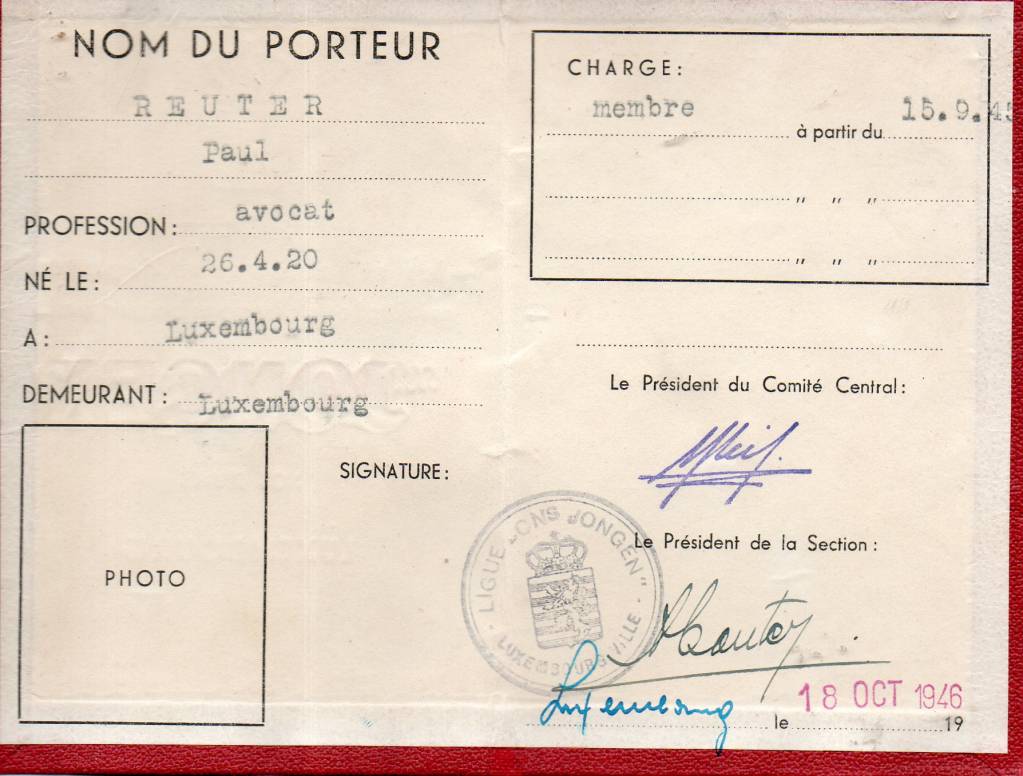 NOM DU PORTEUR
REUTER
Paul
PROFESSION: avocat
NÉ LE: 26.4.20
A: Luxembourg
DEMEURANT: Luxembourg
PHOTO
SIGNATURE:
CHARGE:
membre à partir du 15.9.45
" " "
" " "
Le Président du Comité Central:
LIGUE "ONS JONGEN"
- LUXEMBOURG-VILLE -
Le Président de la Section:
Luxembourg le 18 OCT 1946
19